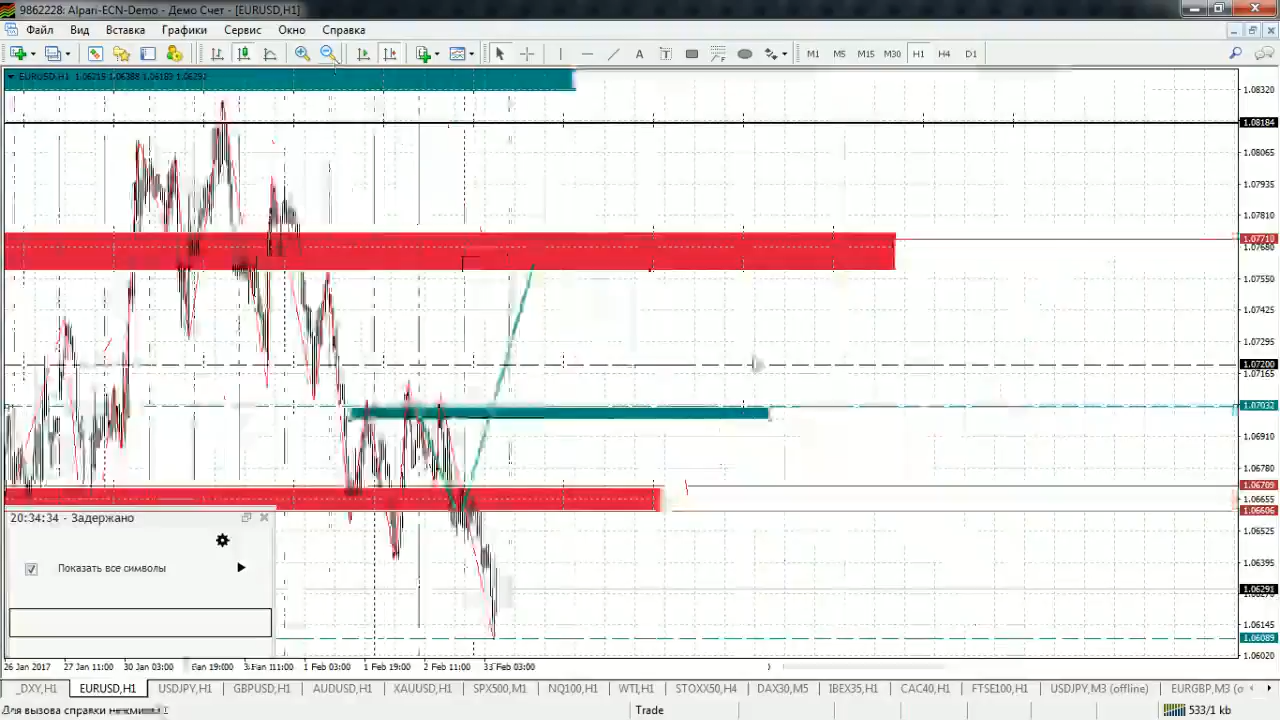 9862228: Alpari-ECN-Demo - Демо Счет - [EURUSD,H1]
Файл Вид Вставка Графики Сервис Окно Справка
A T M1 M5 M15 M30 H1 H4 D1
EURUSD,H1
1.08320
1.08184
1.08065
1.07935
1.07810
1.07710
1.07680
1.07550
1.07425
1.07295
1.07200
1.07165
1.07032
1.06910
1.06780
1.06709
1.06655
1.06606
1.06525
1.06395
1.06291
1.06145
1.06089
1.06020
20:34:34 - Задержано
Показать все символы
26 Jan 2017 27 Jan 11:00 30 Jan 03:00 Jan 19:00 11:00 1 Feb 03:00 1 Feb 19:00 2 Feb 11:00 Feb 03:00
_DXY,H1 EURUSD,H1 USDJPY,H1 GBPUSD,H1 AUDUSD,H1 XAUUSD,H1 SPX500,M1 NQ100,H1 WTI,H1 STOXX50,H4 DAX30,M5 IBEX35,H1 CAC40,H1 FTSE100,H1 USDJPY,M3 (offline) EURGBP,M3 (o
Для вызова справки Trade 533/1 kb